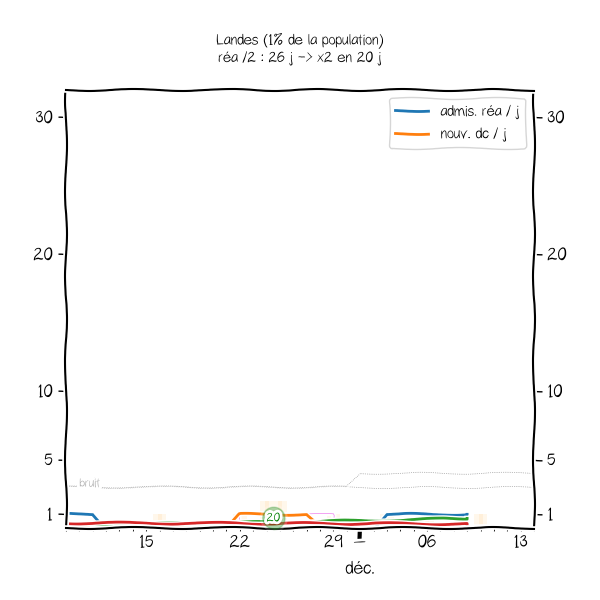 Landes (1% de la population)
réa /2 : 26 j -> x2 en 20 j
admis. réa / j
nouv. dc / j
30
30
20
20
10
10
5
5
bruit
1
20
1
15
22
29
06
13
déc.